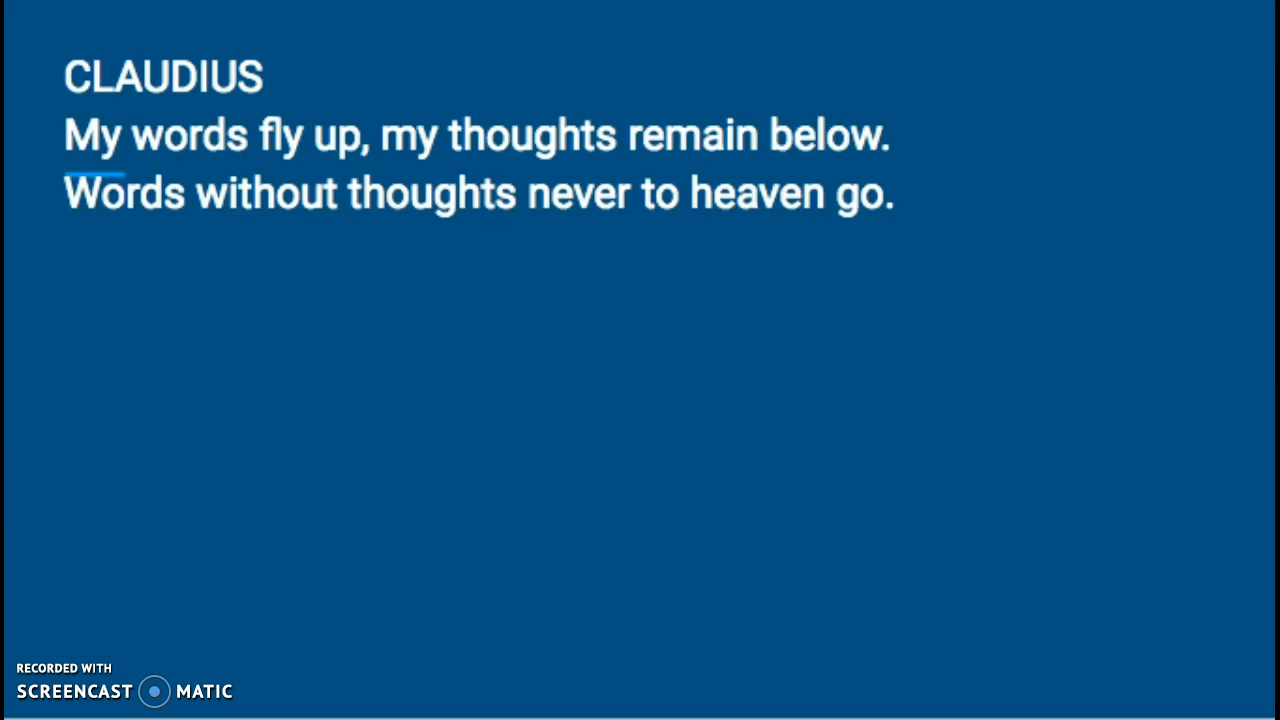 CLAUDIUS
My words fly up, my thoughts remain below.
Words without thoughts never to heaven go.
RECORDED WITH
SCREENCAST MATIC